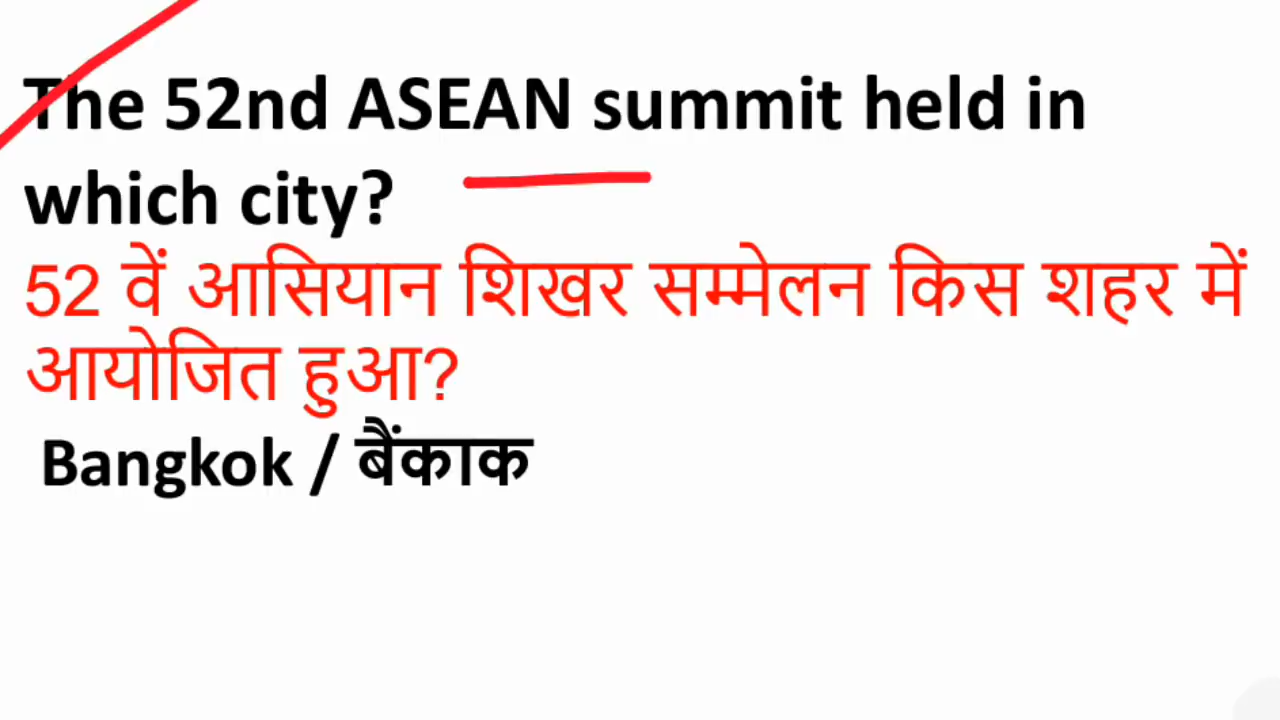 The 52nd ASEAN summit held in
which city?
52 वें आसियान शिखर सम्मेलन किस शहर में
आयोजित हुआ?
Bangkok / बैंकाक